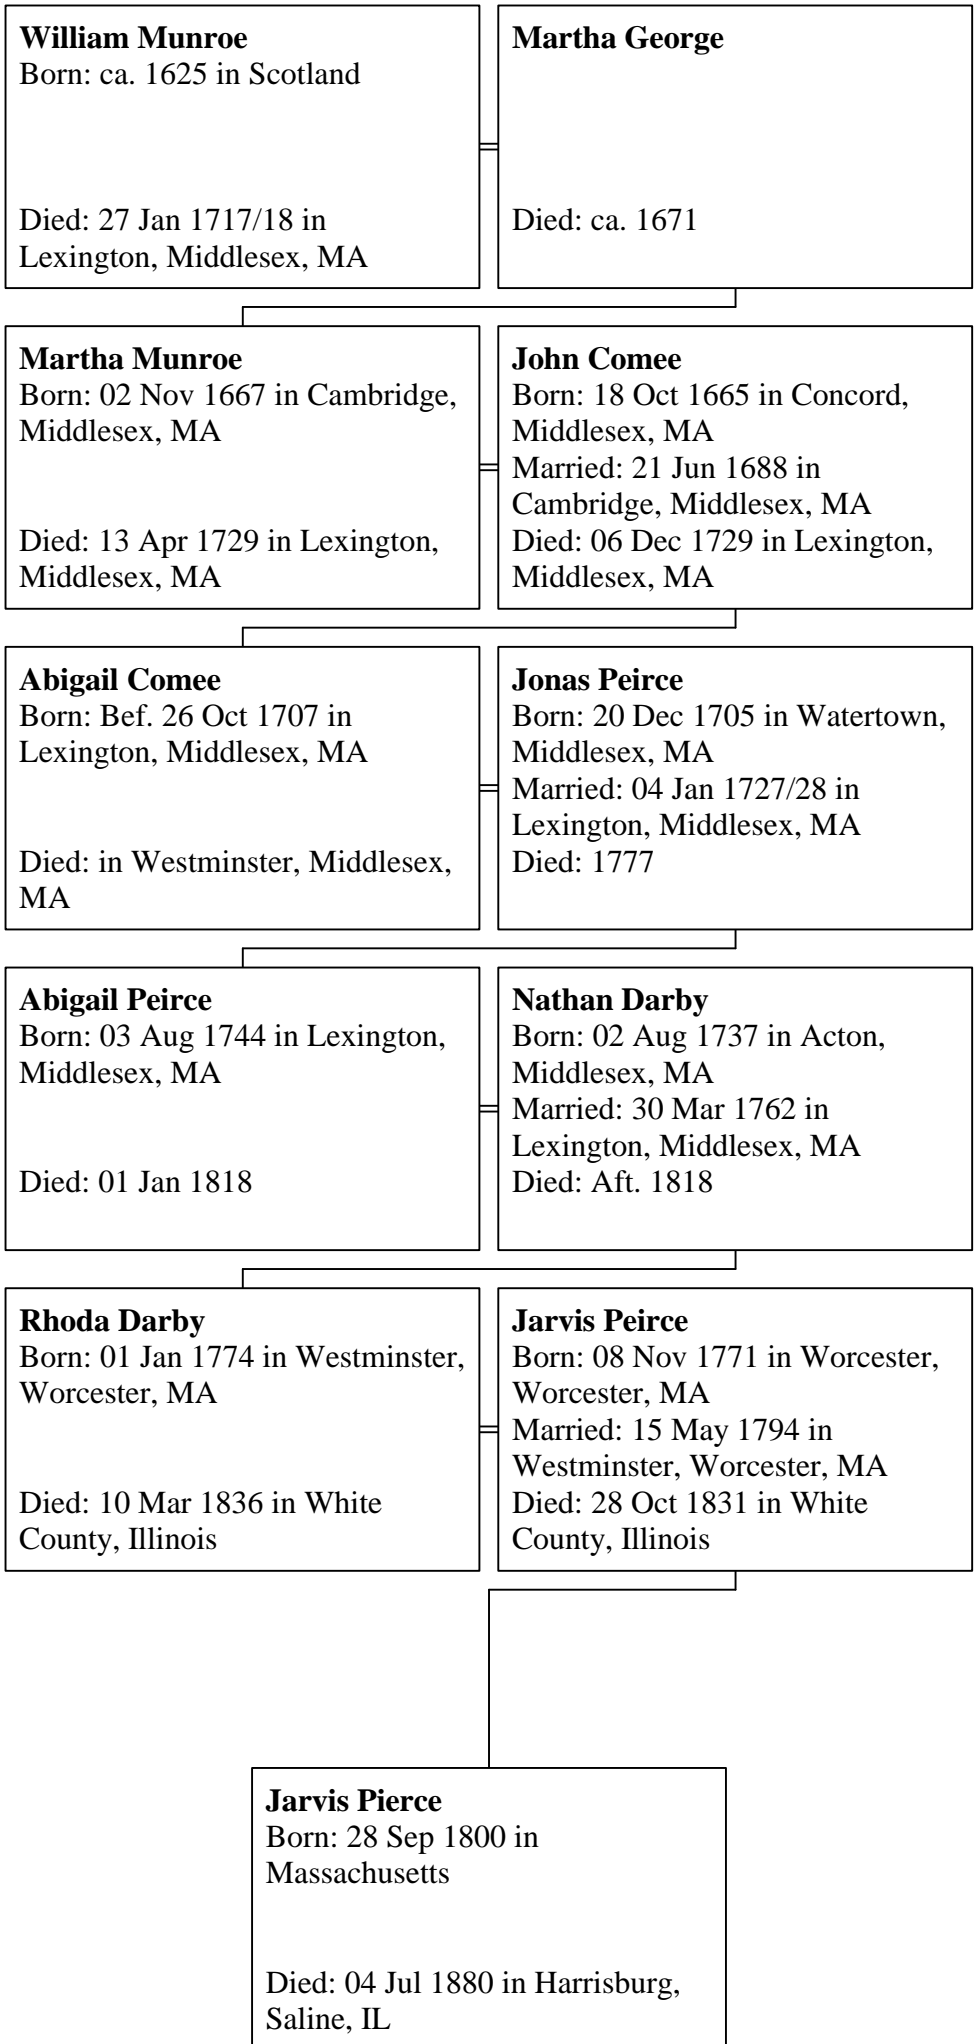 William Munroe
Born: ca. 1625 in Scotland
Died: 27 Jan 1717/18 in
Lexington, Middlesex, MA
Martha George
Died: ca. 1671
Martha Munroe
Born: 02 Nov 1667 in Cambridge,
Middlesex, MA
Died: 13 Apr 1729 in Lexington,
Middlesex, MA
John Comee
Born: 18 Oct 1665 in Concord,
Middlesex, MA
Married: 21 Jun 1688 in
Cambridge, Middlesex, MA
Died: 06 Dec 1729 in Lexington,
Middlesex, MA
Abigail Comee
Born: Bef. 26 Oct 1707 in
Lexington, Middlesex, MA
Died: in Westminster, Middlesex,
MA
Jonas Peirce
Born: 20 Dec 1705 in Watertown,
Middlesex, MA
Married: 04 Jan 1727/28 in
Lexington, Middlesex, MA
Died: 1777
Abigail Peirce
Born: 03 Aug 1744 in Lexington,
Middlesex, MA
Died: 01 Jan 1818
Nathan Darby
Born: 02 Aug 1737 in Acton,
Middlesex, MA
Married: 30 Mar 1762 in
Lexington, Middlesex, MA
Died: Aft. 1818
Rhoda Darby
Born: 01 Jan 1774 in Westminster,
Worcester, MA
Died: 10 Mar 1836 in White
County, Illinois
Jarvis Peirce
Born: 08 Nov 1771 in Worcester,
Worcester, MA
Married: 15 May 1794 in
Westminster, Worcester, MA
Died: 28 Oct 1831 in White
County, Illinois
Jarvis Pierce
Born: 28 Sep 1800 in
Massachusetts
Died: 04 Jul 1880 in Harrisburg,
Saline, IL